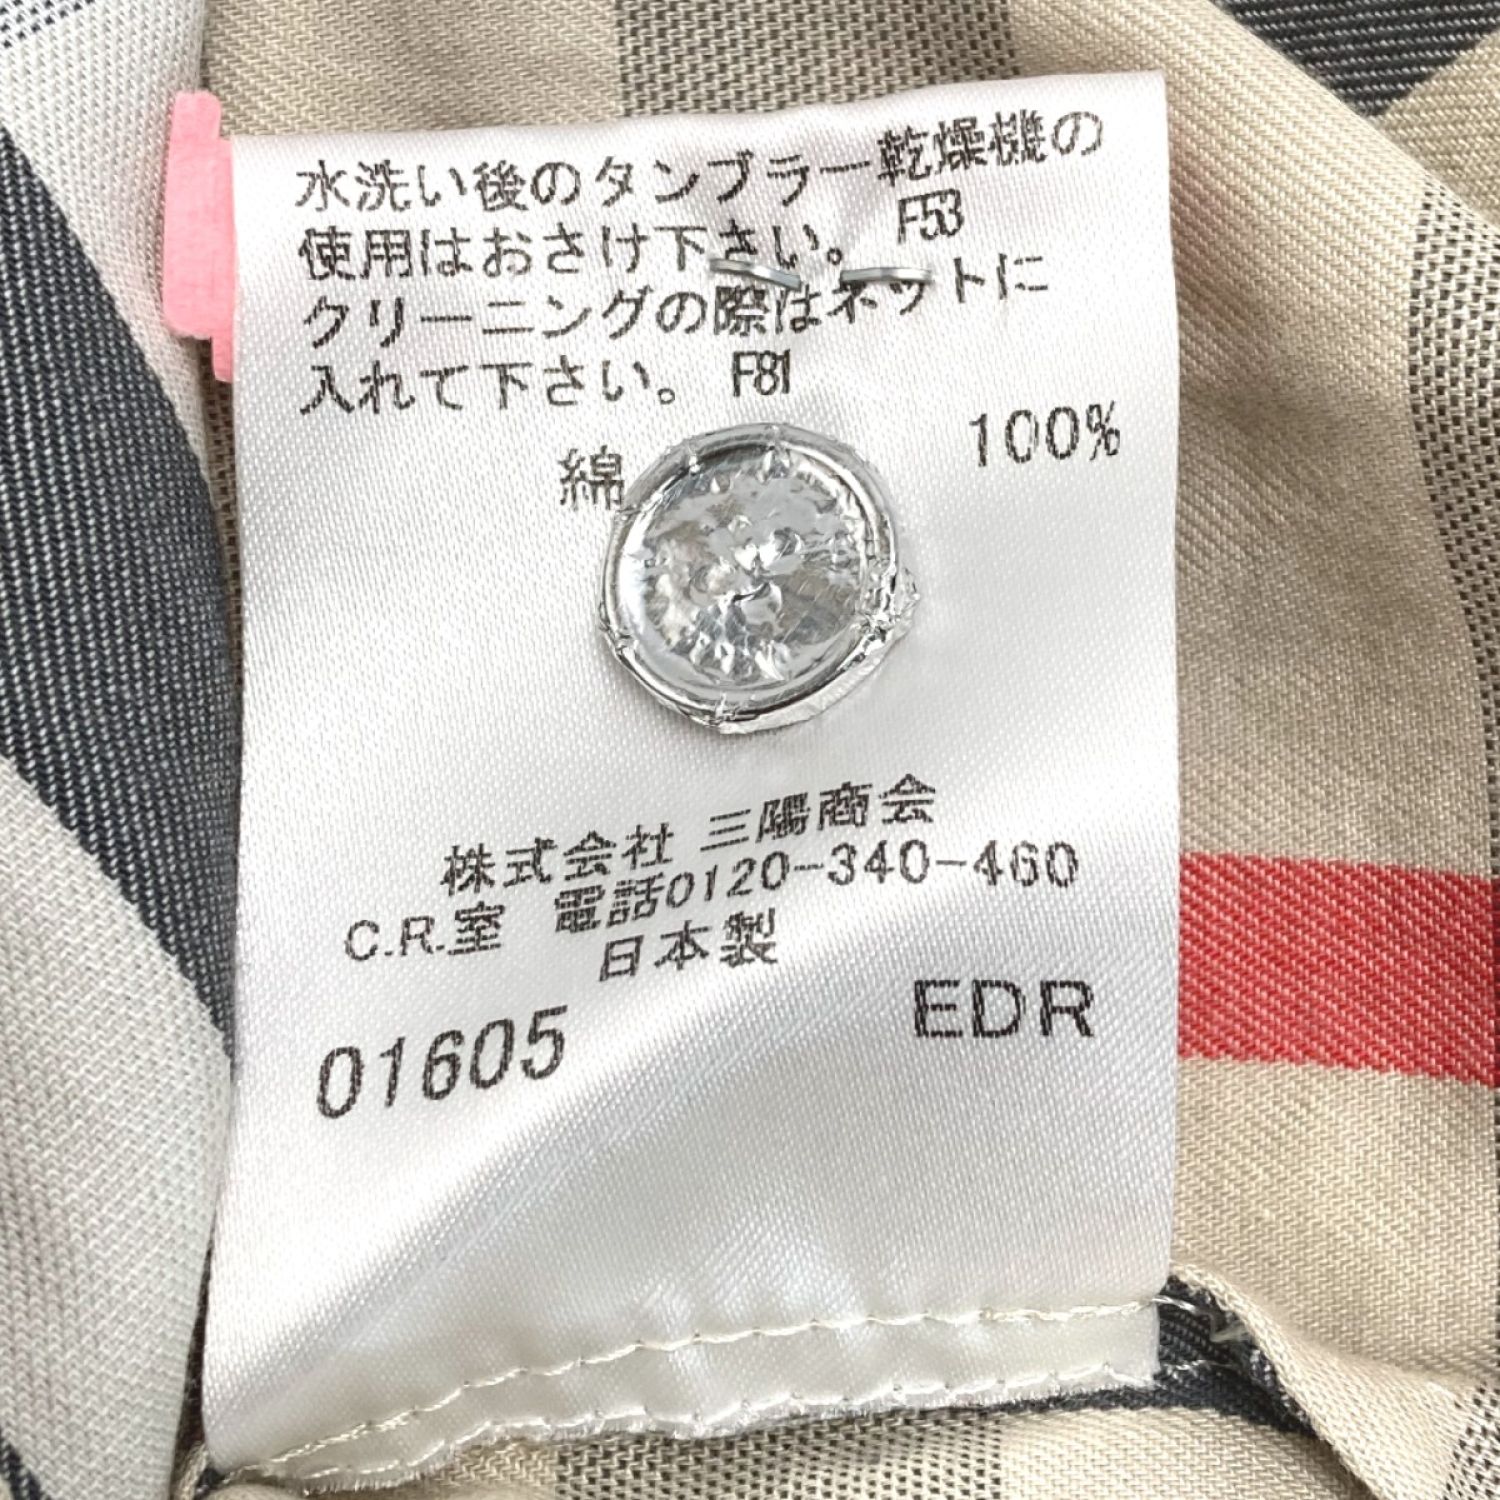 水洗い後のタンブラー乾燥機の
使用はおさけ下さい。 F53
クリーニングの際はネットに
入れて下さい。 F81
綿 100%
株式会社 三陽商会
C.R.室 電話0120-340-460
日本製
01605 EDR